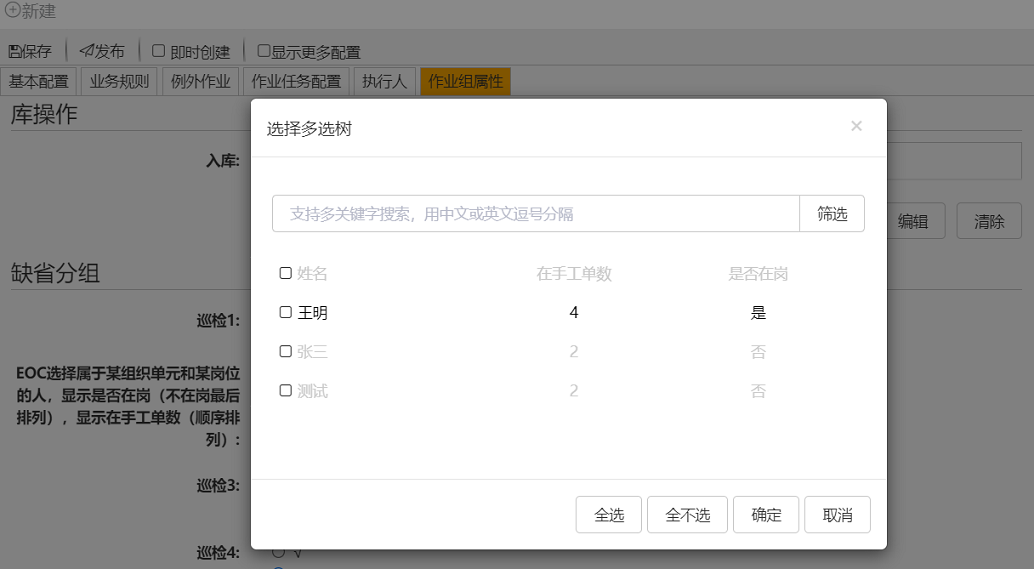 新建
保存 发布 即时创建 显示更多配置
基本配置 业务规则 例外作业 作业任务配置 执行人 作业组属性
库操作
入库:
编辑 清除
缺省分组
巡检1:
EOC选择属于某组织单元和某岗位
的人，显示是否在岗（不在岗最后
排列），显示在手工单数（顺序排
列）:
巡检3:
巡检4: √
选择多选树 ×
支持多关键字搜索，用中文或英文逗号分隔 筛选
姓名 在手工单数 是否在岗
王明 4 是
张三 2 否
测试 2 否
全选 全不选 确定 取消